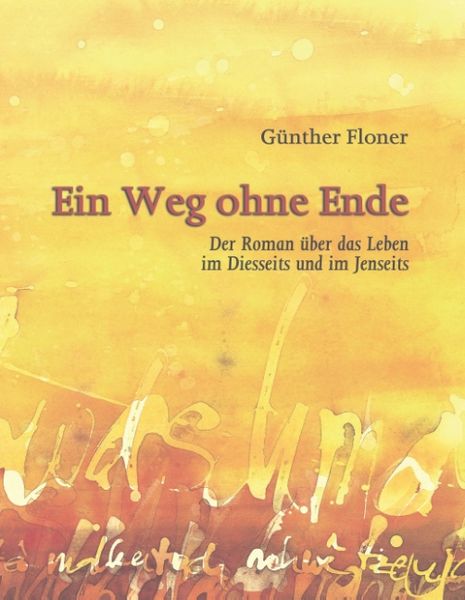 Günther Floner
Ein Weg ohne Ende
Der Roman über das Leben
im Diesseits und im Jenseits